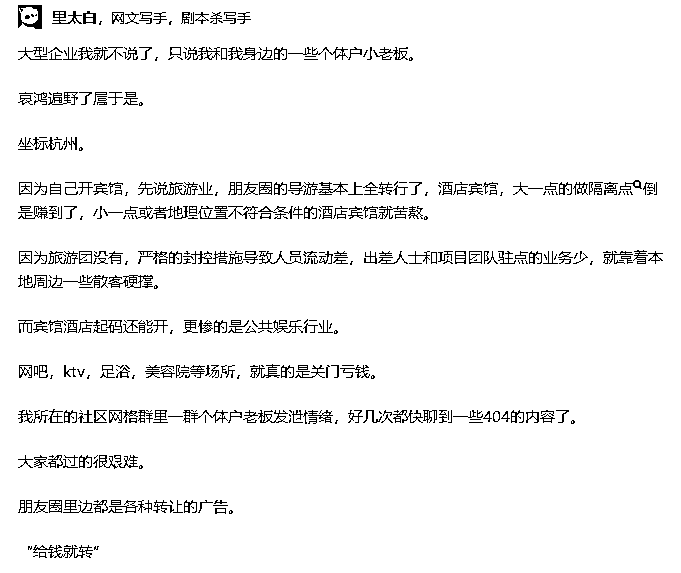 里太白，网文写手，剧本杀写手
大型企业我就不说了，只说我和我身边的一些个体户小老板。
哀鸿遍野了属于是。
坐标杭州。
因为自己开宾馆，先说旅游业，朋友圈的导游基本上全转行了，酒店宾馆，大一点的做隔离点倒
是赚到了，小一点或者地理位置不符合条件的酒店宾馆就苦熬。
因为旅游团没有，严格的封控措施导致人员流动差，出差人士和项目团队驻点的业务少，就靠着本
地周边一些散客硬撑。
而宾馆酒店起码还能开，更惨的是公共娱乐行业。
网吧，ktv，足浴，美容院等场所，就真的是关门亏钱。
我所在的社区网格群里一群个体户老板发泄情绪，好几次都快聊到一些404的内容了。
大家都过的很艰难。
朋友圈里边都是各种转让的广告。
“给钱就转”